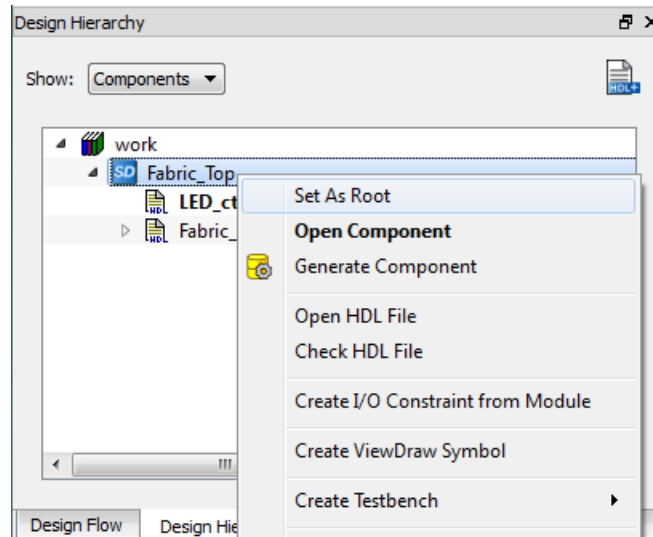 Design Hierarchy
Show: Components
HDL+
work
SD Fabric_Top
HDL LED_ct
HDL Fabric_
Set As Root
Open Component
Generate Component
Open HDL File
Check HDL File
Create I/O Constraint from Module
Create ViewDraw Symbol
Create Testbench
Design Flow
Design Hie